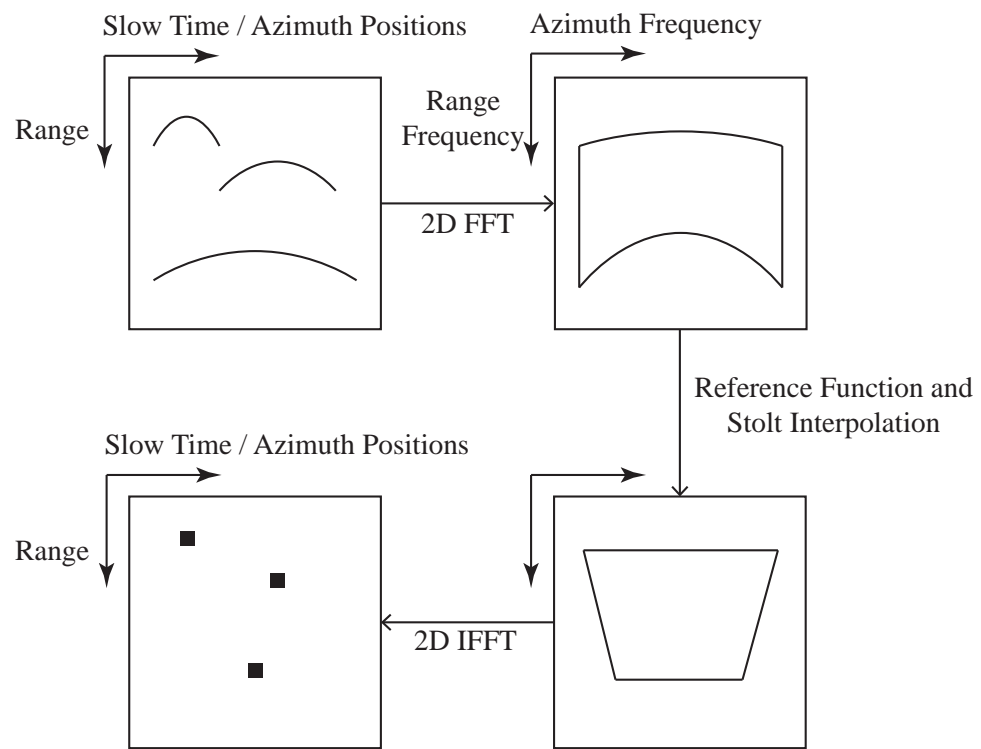 Slow Time / Azimuth Positions
Azimuth Frequency
Range
Range
Frequency
2D FFT
Reference Function and
Stolt Interpolation
Slow Time / Azimuth Positions
Range
2D IFFT